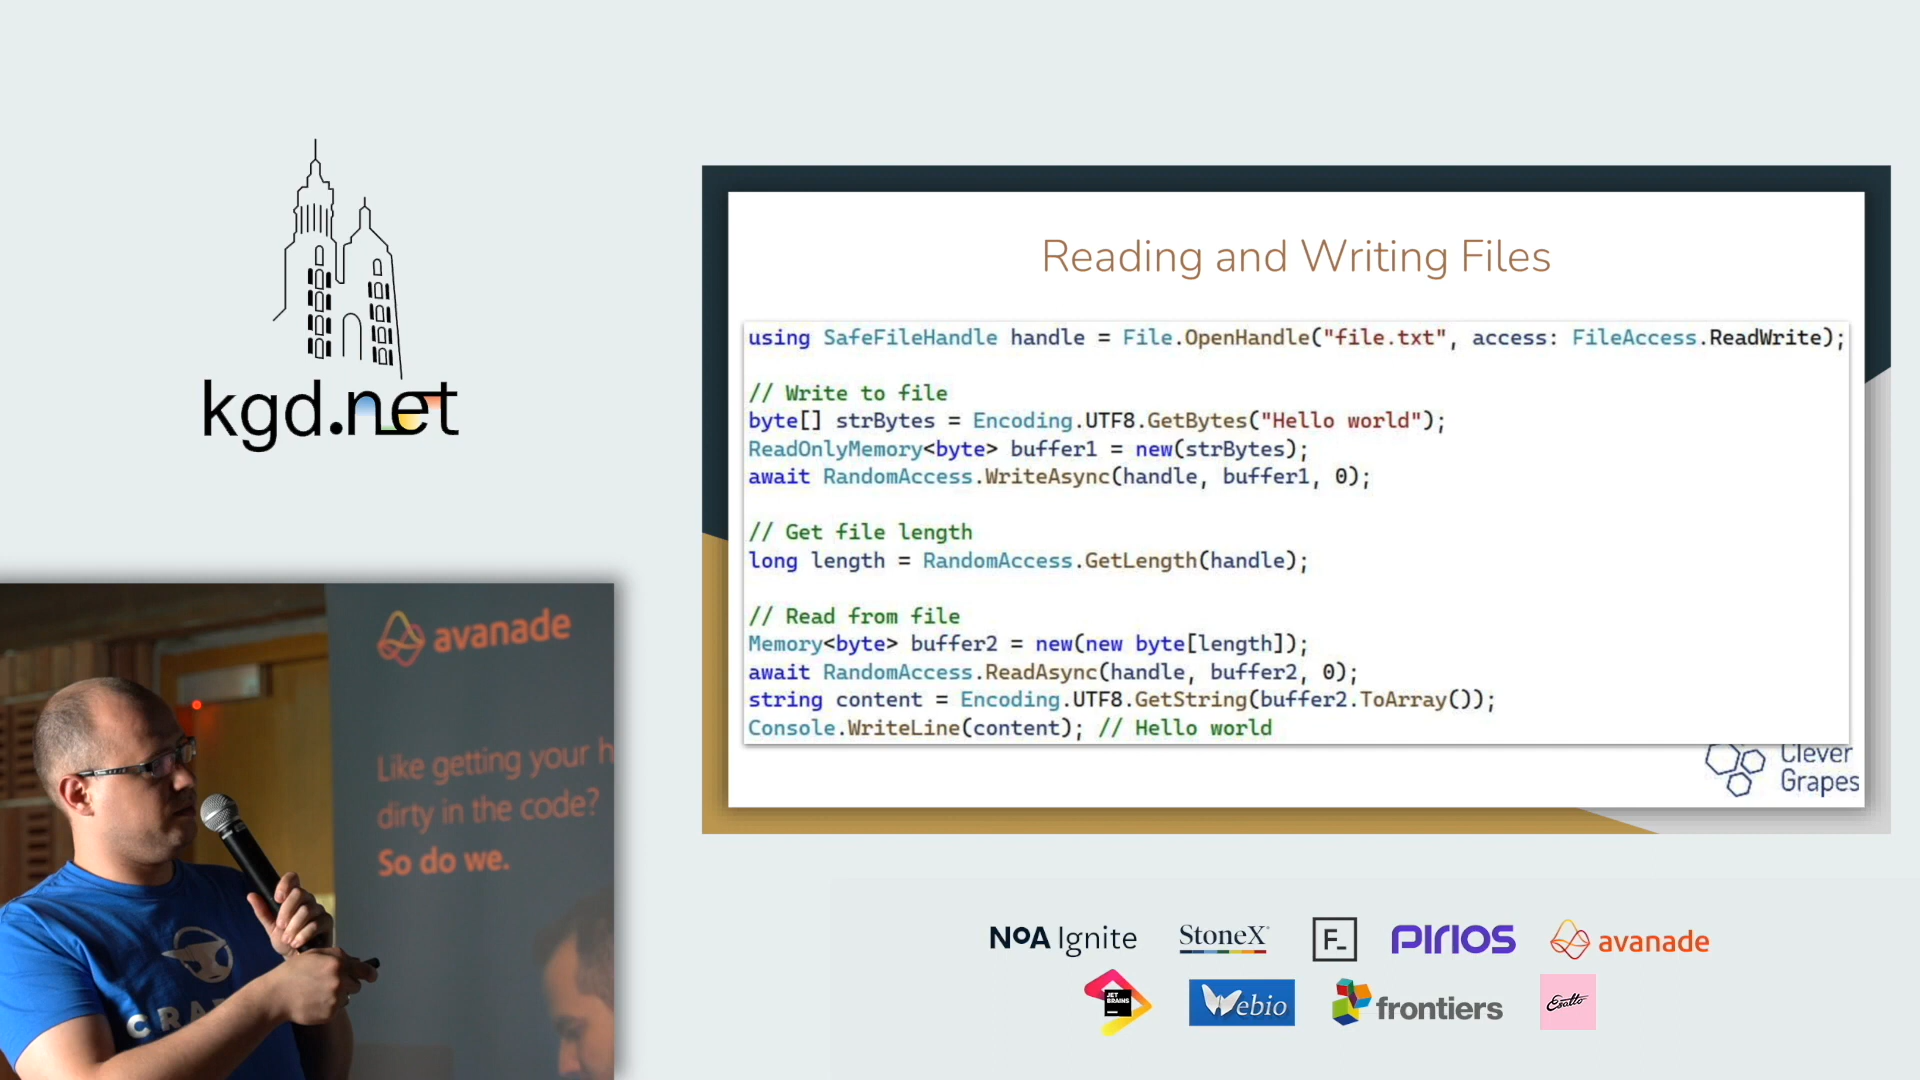 kgd.net
Reading and Writing Files
using SafeFileHandle handle = File.OpenHandle("file.txt", access: FileAccess.ReadWrite);
// Write to file
byte[] strBytes = Encoding.UTF8.GetBytes("Hello world");
ReadOnlyMemory<byte> buffer1 = new(strBytes);
await RandomAccess.WriteAsync(handle, buffer1, 0);
// Get file length
long length = RandomAccess.GetLength(handle);
// Read from file
Memory<byte> buffer2 = new(new byte[length]);
await RandomAccess.ReadAsync(handle, buffer2, 0);
string content = Encoding.UTF8.GetString(buffer2.ToArray());
Console.WriteLine(content); // Hello world
Clever
Grapes
avanade
Like getting your h
dirty in the code?
So do we.
CRA
NOA Ignite
StoneX
F_
PIRIOS
avanade
JET
BRAINS
Webio
frontiers
Esatto